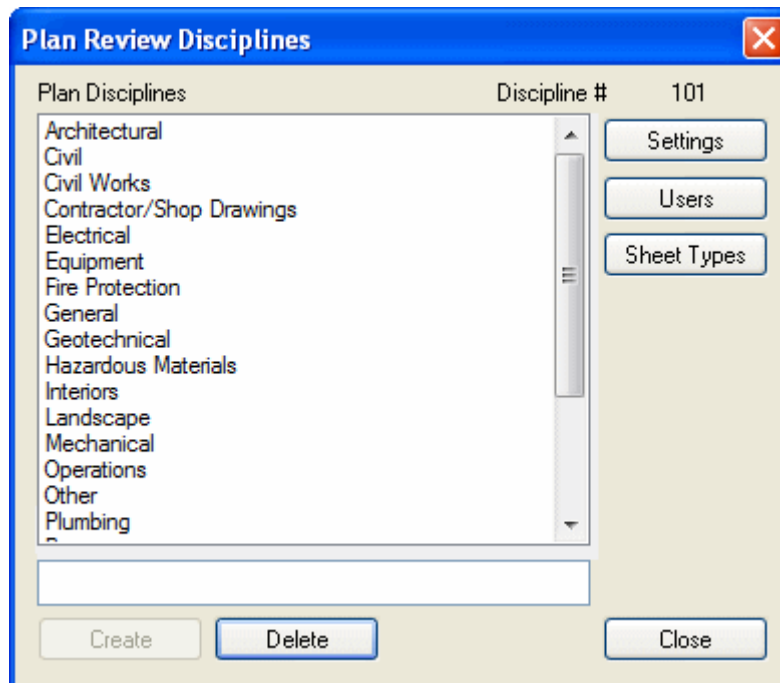 Plan Review Disciplines
Plan Disciplines Discipline # 101
Architectural
Civil
Civil Works
Contractor/Shop Drawings
Electrical
Equipment
Fire Protection
General
Geotechnical
Hazardous Materials
Interiors
Landscape
Mechanical
Operations
Other
Plumbing
Settings
Users
Sheet Types
Create Delete Close